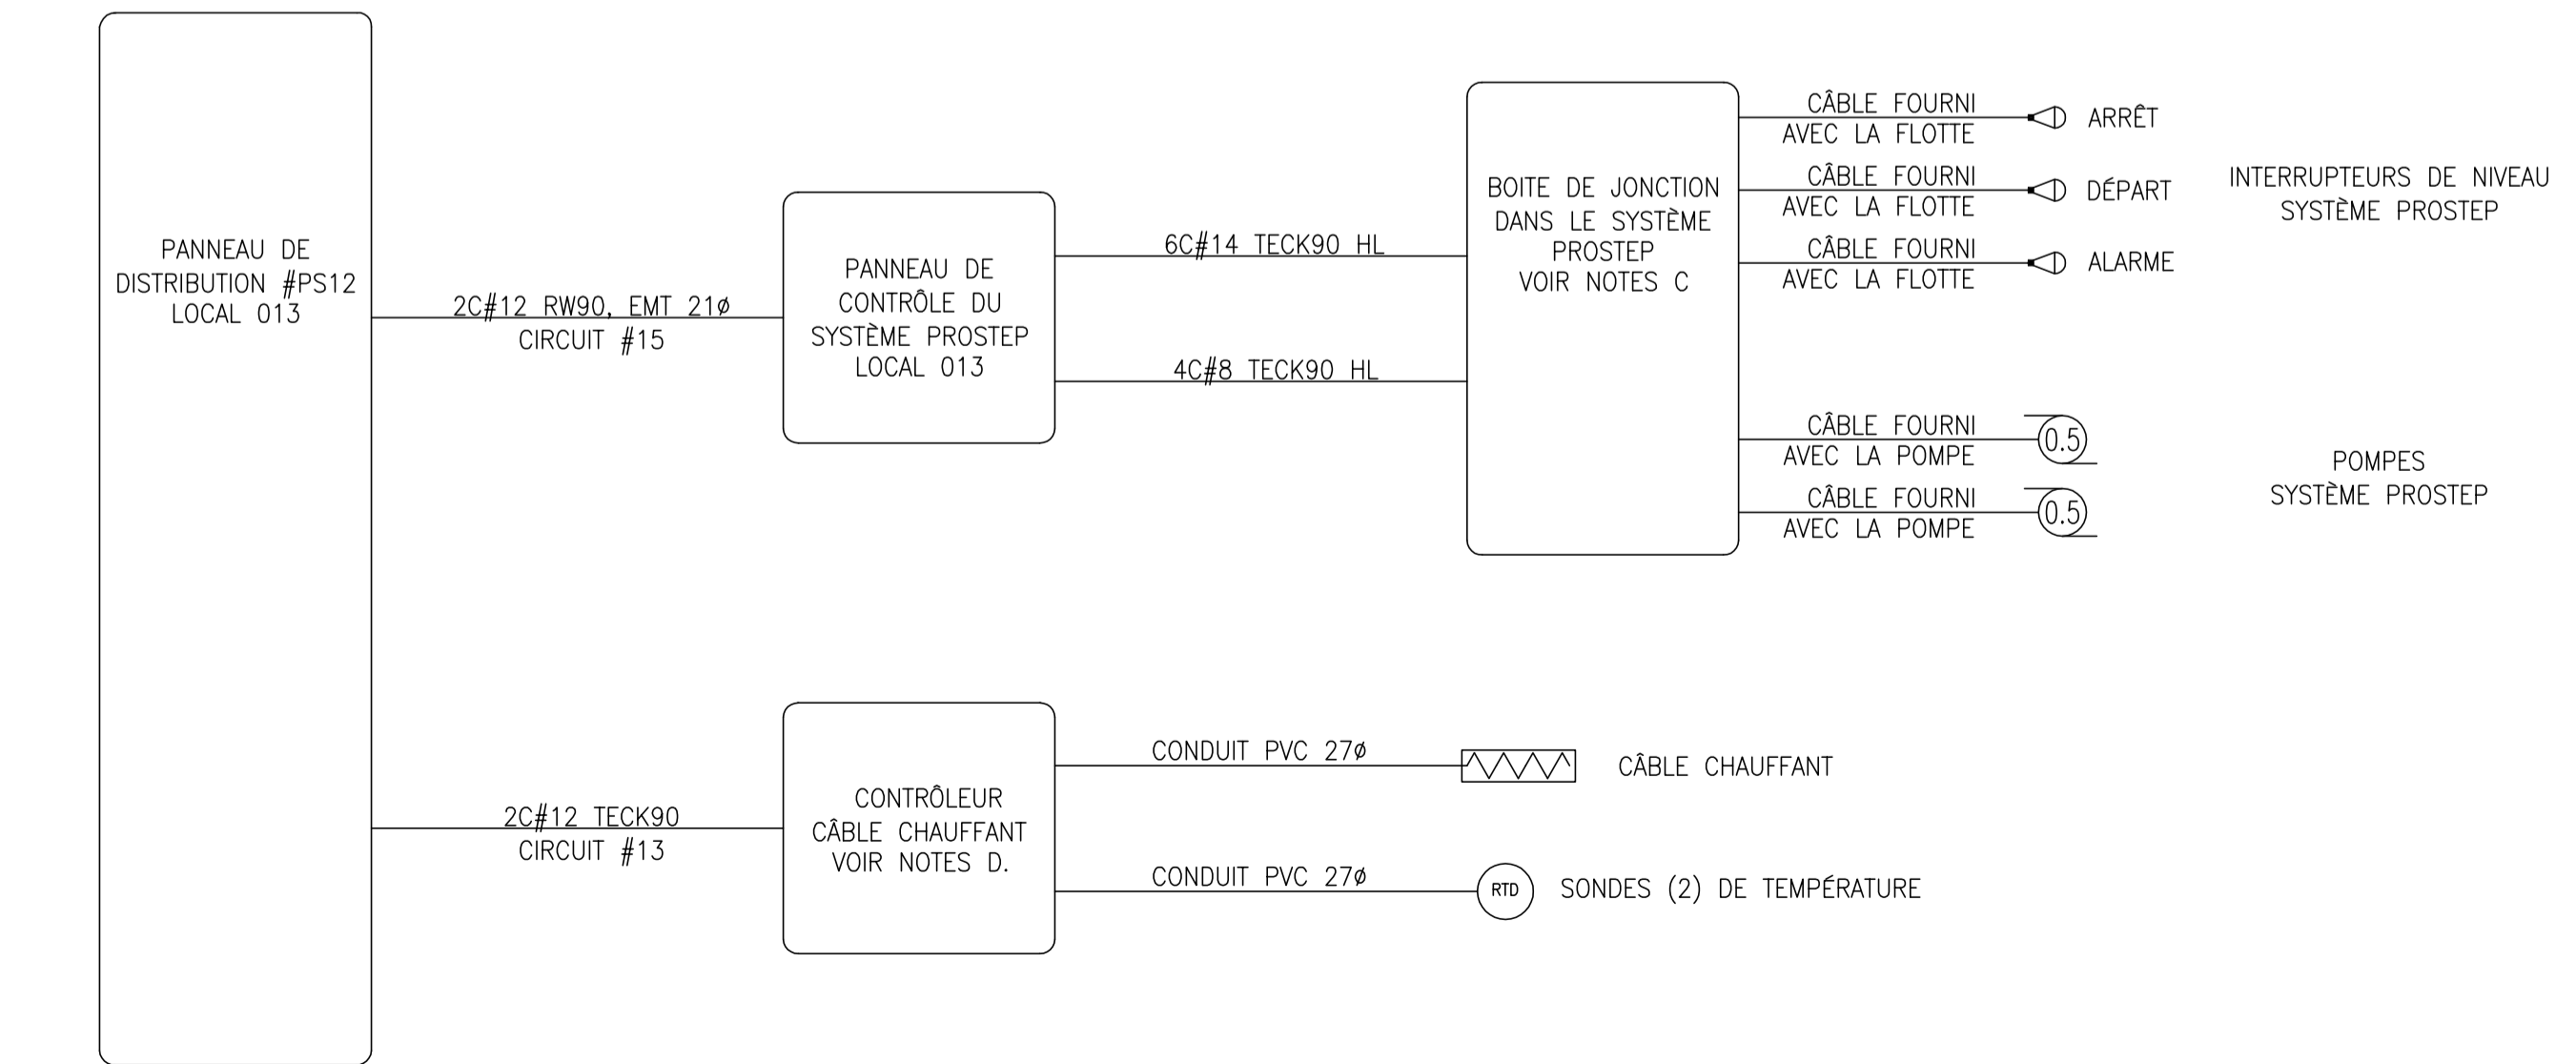 PANNEAU DE
DISTRIBUTION #PS12
LOCAL 013
2C#12 RW90, EMT 21ø
CIRCUIT #15
PANNEAU DE
CONTRÔLE DU
SYSTÈME PROSTEP
LOCAL 013
6C#14 TECK90 HL
4C#8 TECK90 HL
BOITE DE JONCTION
DANS LE SYSTÈME
PROSTEP
VOIR NOTES C
CÂBLE FOURNI
AVEC LA FLOTTE
ARRÊT
CÂBLE FOURNI
AVEC LA FLOTTE
DÉPART
CÂBLE FOURNI
AVEC LA FLOTTE
ALARME
INTERRUPTEURS DE NIVEAU
SYSTÈME PROSTEP
CÂBLE FOURNI
AVEC LA POMPE
0.5
CÂBLE FOURNI
AVEC LA POMPE
0.5
POMPES
SYSTÈME PROSTEP
2C#12 TECK90
CIRCUIT #13
CONTRÔLEUR
CÂBLE CHAUFFANT
VOIR NOTES D.
CONDUIT PVC 27ø
CÂBLE CHAUFFANT
CONDUIT PVC 27ø
RTD
SONDES (2) DE TEMPÉRATURE